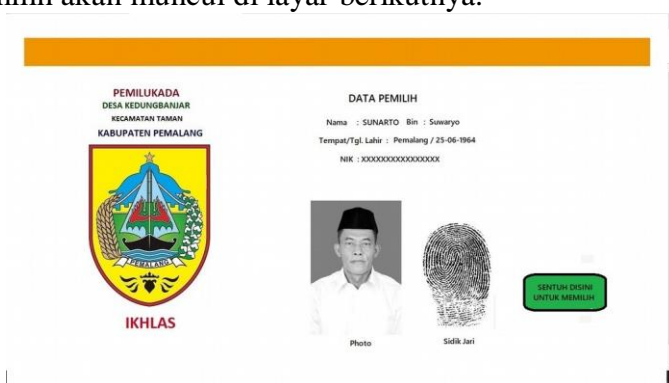 akan muncul di layar berikutnya.
PEMILUKADA
DESA KEDUNGBANJAR
KECAMATAN TAMAN
KABUPATEN PEMALANG
PEMALANG
IKHLAS
DATA PEMILIH
Nama : SUNARTO Bin : Suwaryo
Tempat/Tgl. Lahir : Pemalang / 25-06-1964
NIK : XXXXXXXXXXXXXXXX
Photo
Sidik Jari
SENTUH DISINI
UNTUK MEMILIH